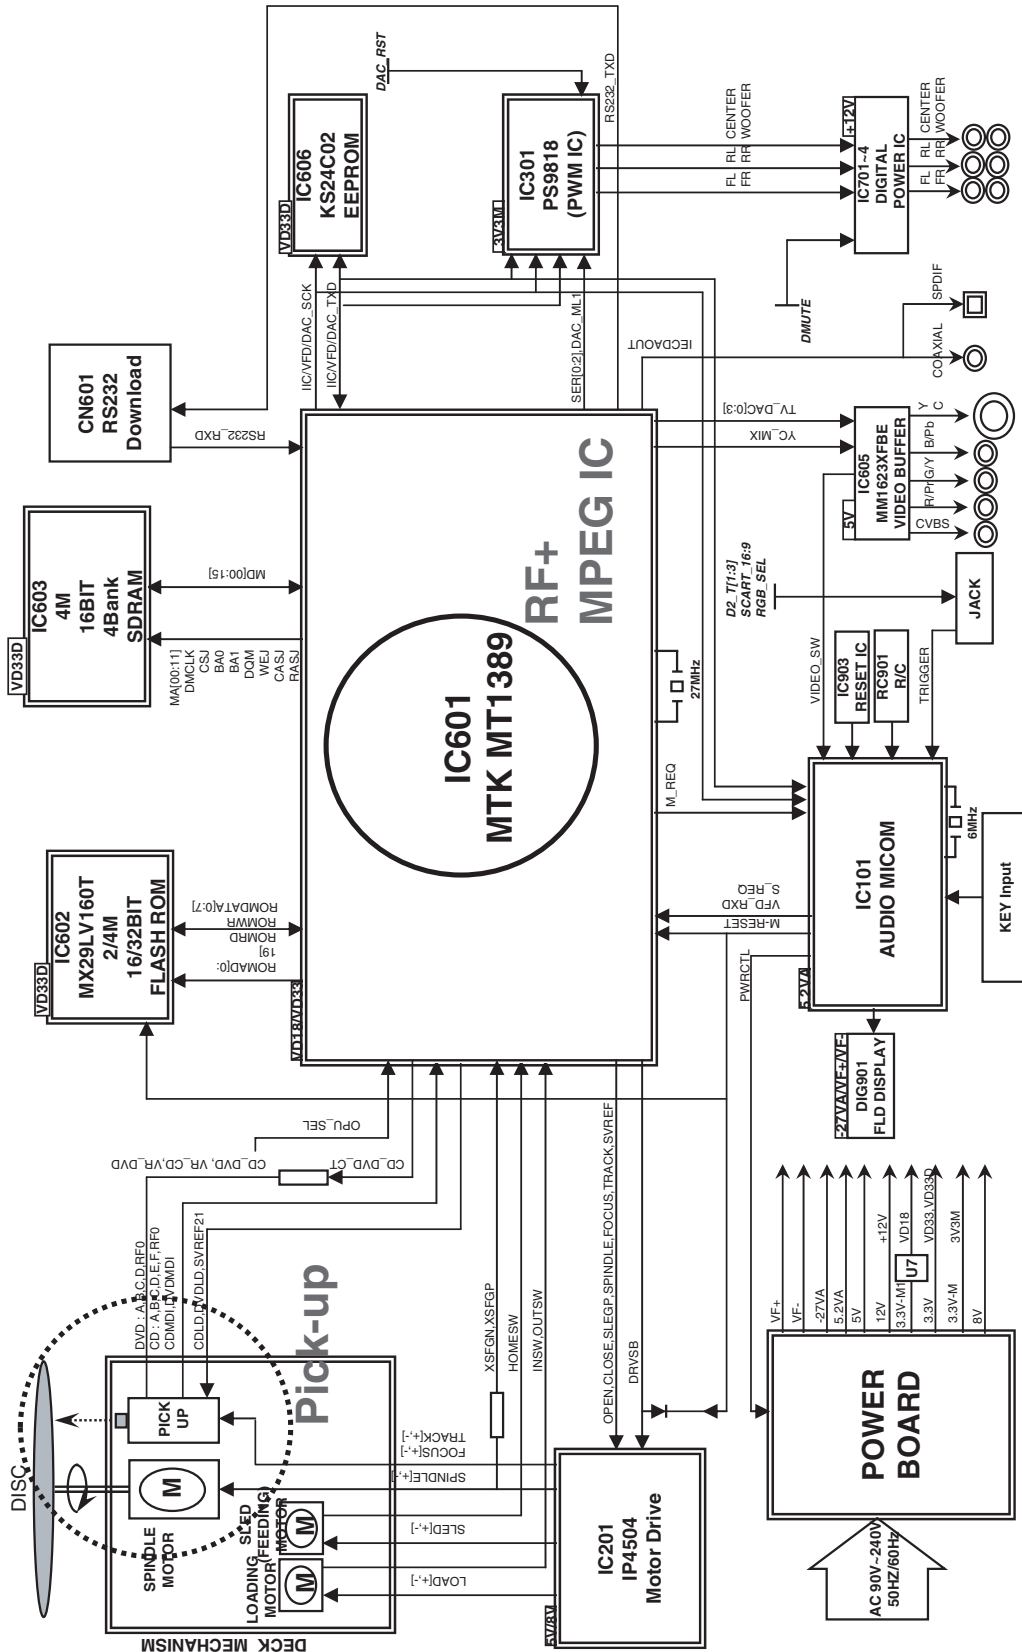 DISC
DECK MECHANISM
SPINDLE
MOTOR
M
PICK
UP
LOADING
MOTOR
M
SLED
(FEEDING)
MOTOR
M
Pick-up
DVD : A,B,C,D,RF0
CD : A,B,C,D,E,F,RF0
CDMDI,DVDMDI
CDLD,DVDLD,SVREF21
CD_DVD, VR_CD,VR_DVD
CD_DVD_CT
OPU_SEL
XSFGN,XSFGP
HOMESW
INSW,OUTSW
TRACK[+,-]
FOCUS[+,-]
SPINDLE[+,-]
SLED[+,-]
LOAD[+,-]
OPEN,CLOSE,SLEGP,SPINDLE,FOCUS,TRACK,SVREF
DRVSB
5V/8V
IC201
IP4504
Motor Drive
AC 90V~240V
50HZ/60Hz
POWER
BOARD
VF+
VF-
-27VA
5.2VA
5V
12V
+12V
3.3V-M1
U7
VD18
3.3V
VD33,VD33D
3.3V-M
3V3M
8V
VD33D
IC602
MX29LV160T
2/4M
16/32BIT
FLASH ROM
ROMAD[0:
19]
ROMRD
ROMWR
ROMDATA[0:7]
VD33D
IC603
4M
16BIT
4Bank
SDRAM
MA[00:11]
DMCLK
CSJ
BA0
BA1
DQM
WEJ
CASJ
RASJ
MD[00:15]
CN601
RS232
Download
RS232_RXD
RS232_TXD
VD33D
IC606
KS24C02
EEPROM
IIC/VFD/DAC_SCK
IIC/VFD/DAC_TXD
DAC_RST
3V3M
IC301
PS9818
(PWM IC)
SER[0:2],DAC_ML1
VD18/VD33
IC601
MTK MT1389
RF+
MPEG IC
27MHz
M_REQ
S_REQ
VFD_RXD
M-RESET
PWRCTL
5.2VA
IC101
AUDIO MICOM
6MHz
KEY Input
-27VA/VF+/VF-
DIG901
FLD DISPLAY
VIDEO_SW
IC903
RESET IC
RC901
R/C
TRIGGER
JACK
D2_T[1:3]
SCART_16:9
RGB_SEL
YC_MIX
TV_DAC[0:3]
5V
IC605
MM1623XFBE
VIDEO BUFFER
CVBS
R/Pr
G/Y
B/Pb
Y
C
IECDAOUT
COAXIAL
SPDIF
DMUTE
FL
FR
RL
RR
CENTER
WOOFER
+12V
IC701~4
DIGITAL
POWER IC
FL
FR
RL
RR
CENTER
WOOFER